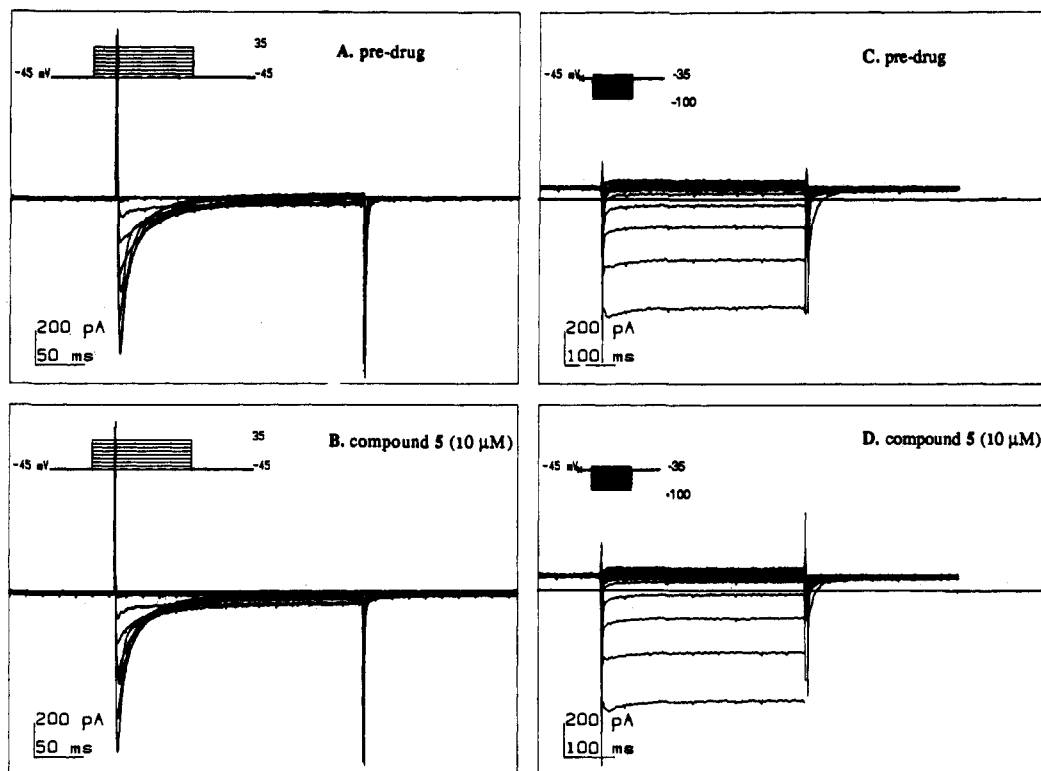 A. pre-drug
35
-45 mV
-45
200 pA
50 ms
C. pre-drug
-45 mV
-35
-100
200 pA
100 ms
B. compound 5 (10 μM)
35
-45 mV
-45
200 pA
50 ms
D. compound 5 (10 μM)
-45 mV
-35
-100
200 pA
100 ms